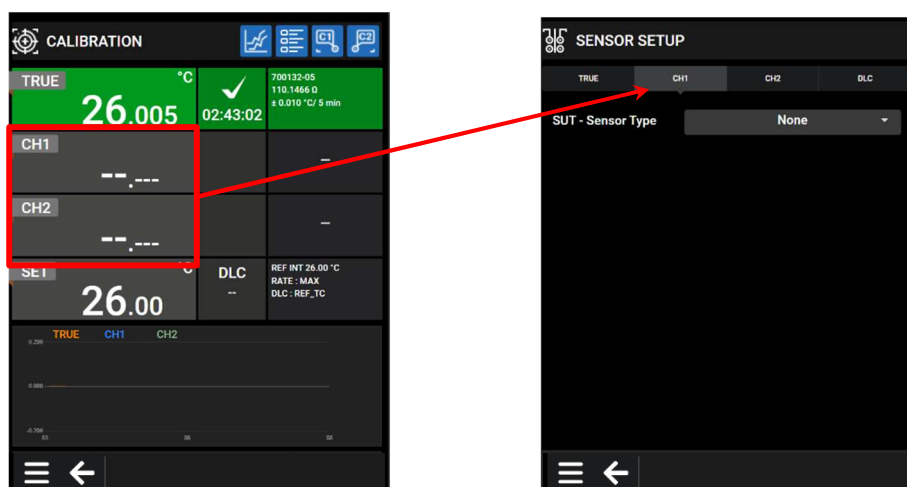 CALIBRATION
C1
C2
TRUE
°C
26.005
02:43:02
700132-05
110.1466 Ω
± 0.010 °C/ 5 min
CH1
--.---
–
CH2
--.---
–
SET
°C
26.00
DLC
--
REF INT 26.00 °C
RATE : MAX
DLC : REF_TC
TRUE CH1 CH2
0.200
0.000
-0.200
SENSOR SETUP
TRUE CH1 CH2 DLC
SUT - Sensor Type None